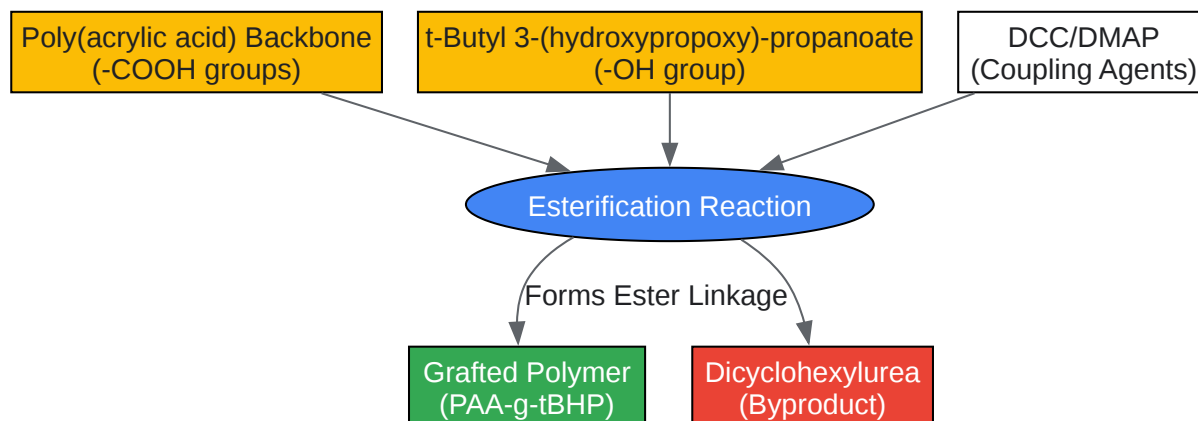 Poly(acrylic acid) Backbone
(-COOH groups)
t-Butyl 3-(hydroxypropoxy)-propanoate
(-OH group)
DCC/DMAP
(Coupling Agents)
Esterification Reaction
Forms Ester Linkage
Grafted Polymer
(PAA-g-tBHP)
Dicyclohexylurea
(Byproduct)